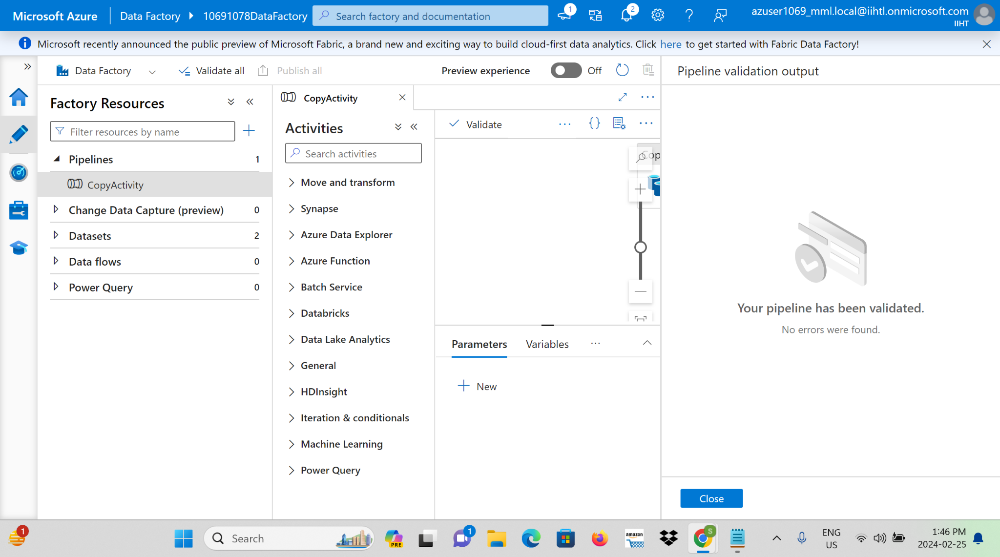 Microsoft Azure
Data Factory
10691078DataFactory
Search factory and documentation
1
2
azuser1069_mml.local@iihtl.onmicrosoft.com
IIHT
Microsoft recently announced the public preview of Microsoft Fabric, a brand new and exciting way to build cloud-first data analytics. Click here to get started with Fabric Data Factory!
Data Factory
Validate all
Publish all
Preview experience
Off
Factory Resources
Filter resources by name
Pipelines 1
CopyActivity
Change Data Capture (preview) 0
Datasets 2
Data flows 0
Power Query 0
CopyActivity
Activities
Search activities
Move and transform
Synapse
Azure Data Explorer
Azure Function
Batch Service
Databricks
Data Lake Analytics
General
HDInsight
Iteration & conditionals
Machine Learning
Power Query
Validate
Cop
Parameters
Variables
New
Pipeline validation output
Your pipeline has been validated.
No errors were found.
Close
1
Search
PRE
1
amazon
S
ENG
US
1:46 PM
2024-02-25